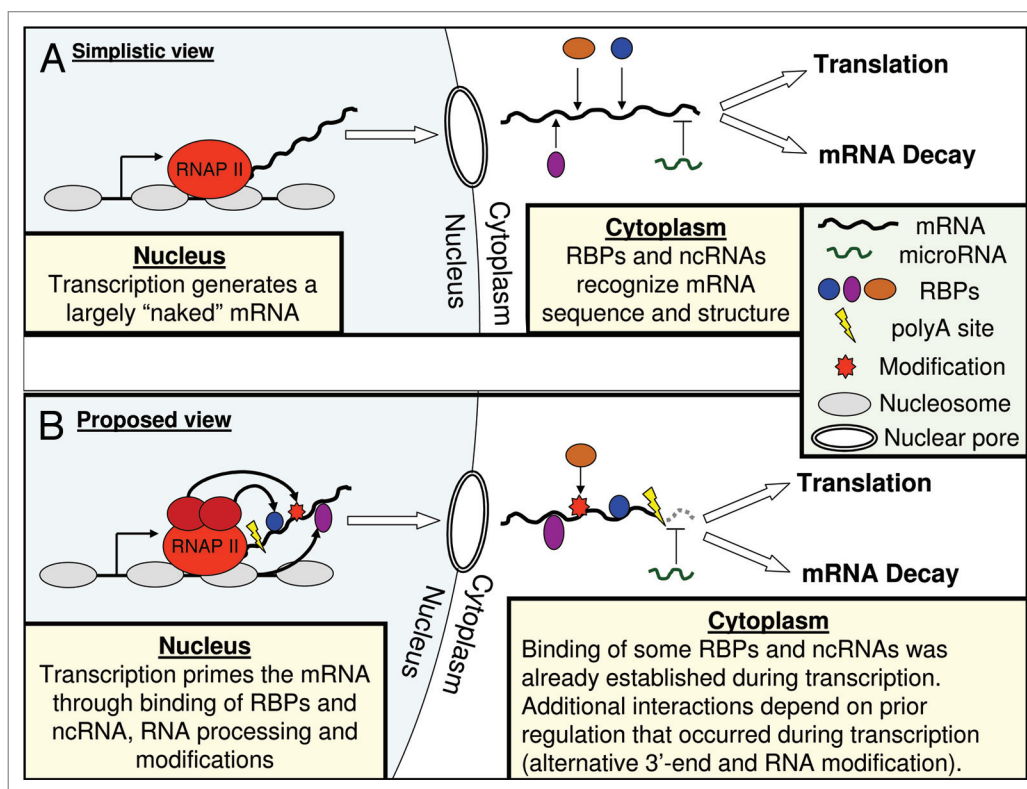 A Simplistic view
RNAP II
Nucleus
Cytoplasm
Translation
mRNA Decay
Nucleus
Transcription generates a
largely “naked” mRNA
Cytoplasm
RBPs and ncRNAs
recognize mRNA
sequence and structure
mRNA
microRNA
RBPs
polyA site
Modification
Nucleosome
Nuclear pore
B Proposed view
RNAP II
Nucleus
Cytoplasm
Translation
mRNA Decay
Nucleus
Transcription primes the mRNA
through binding of RBPs and
ncRNA, RNA processing and
modifications
Cytoplasm
Binding of some RBPs and ncRNAs was
already established during transcription.
Additional interactions depend on prior
regulation that occurred during transcription
(alternative 3’-end and RNA modification).